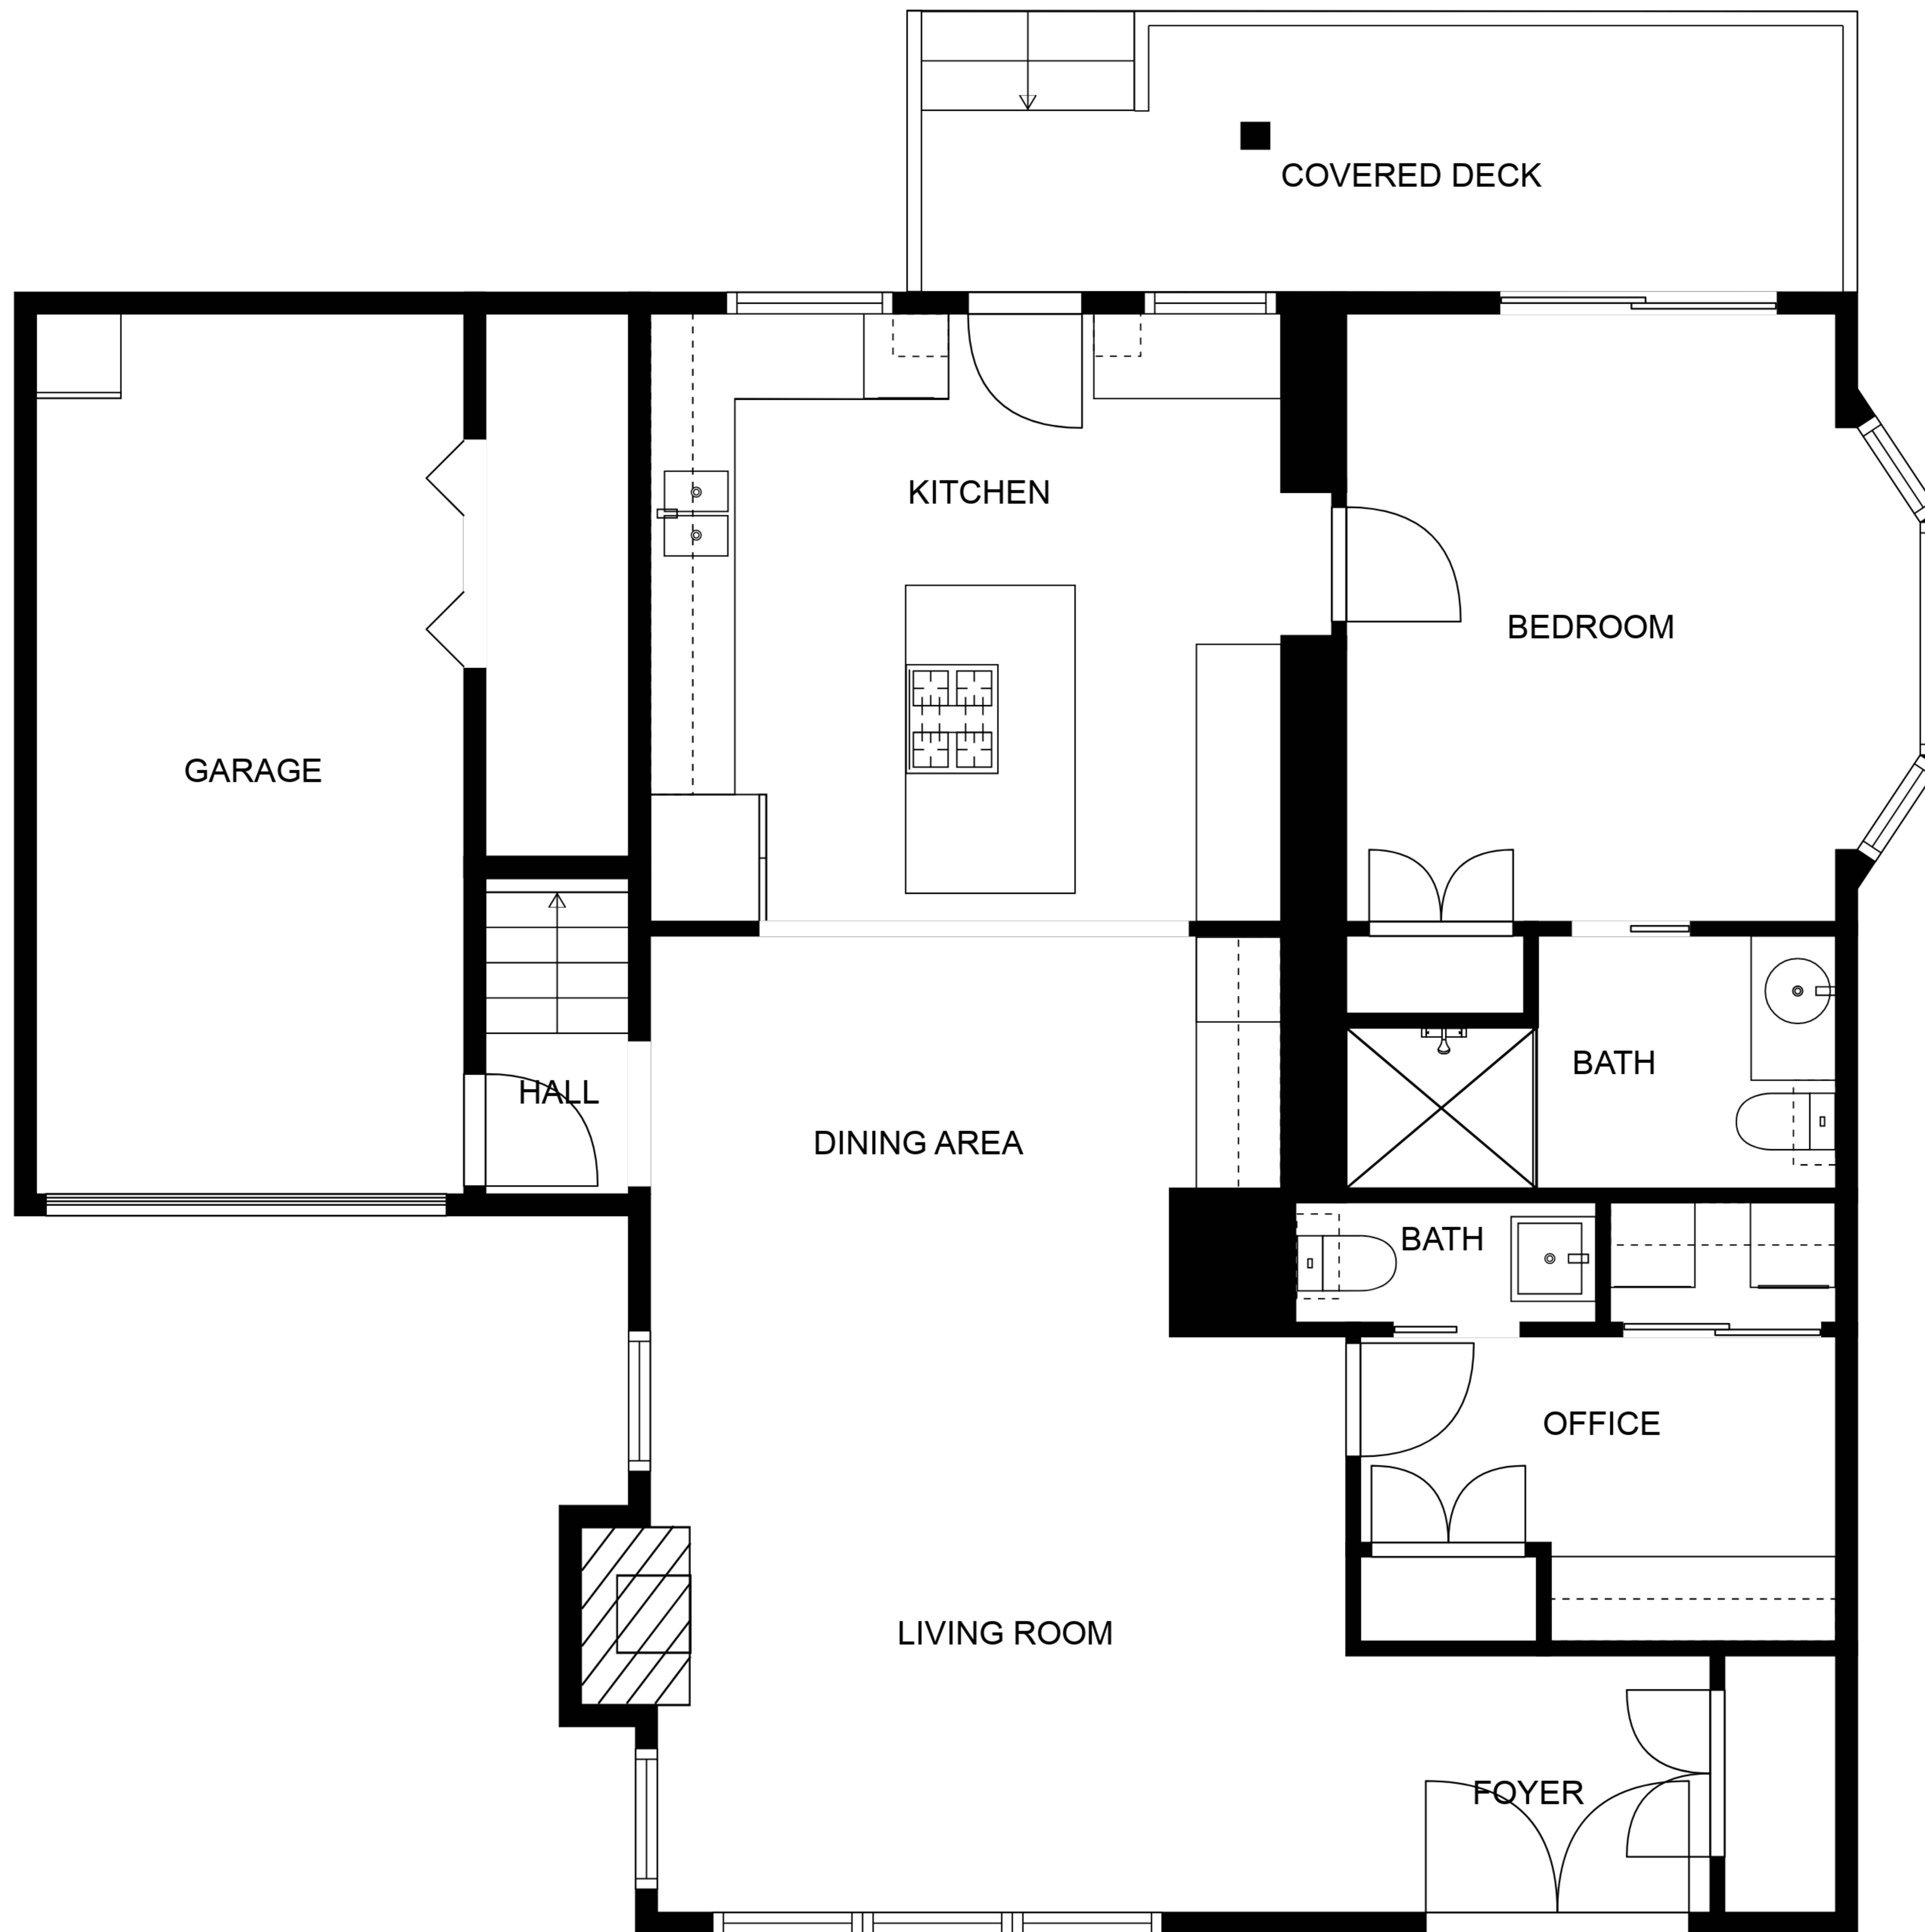 COVERED DECK
KITCHEN
BEDROOM
GARAGE
BATH
HALL
DINING AREA
BATH
OFFICE
LIVING ROOM
FOYER